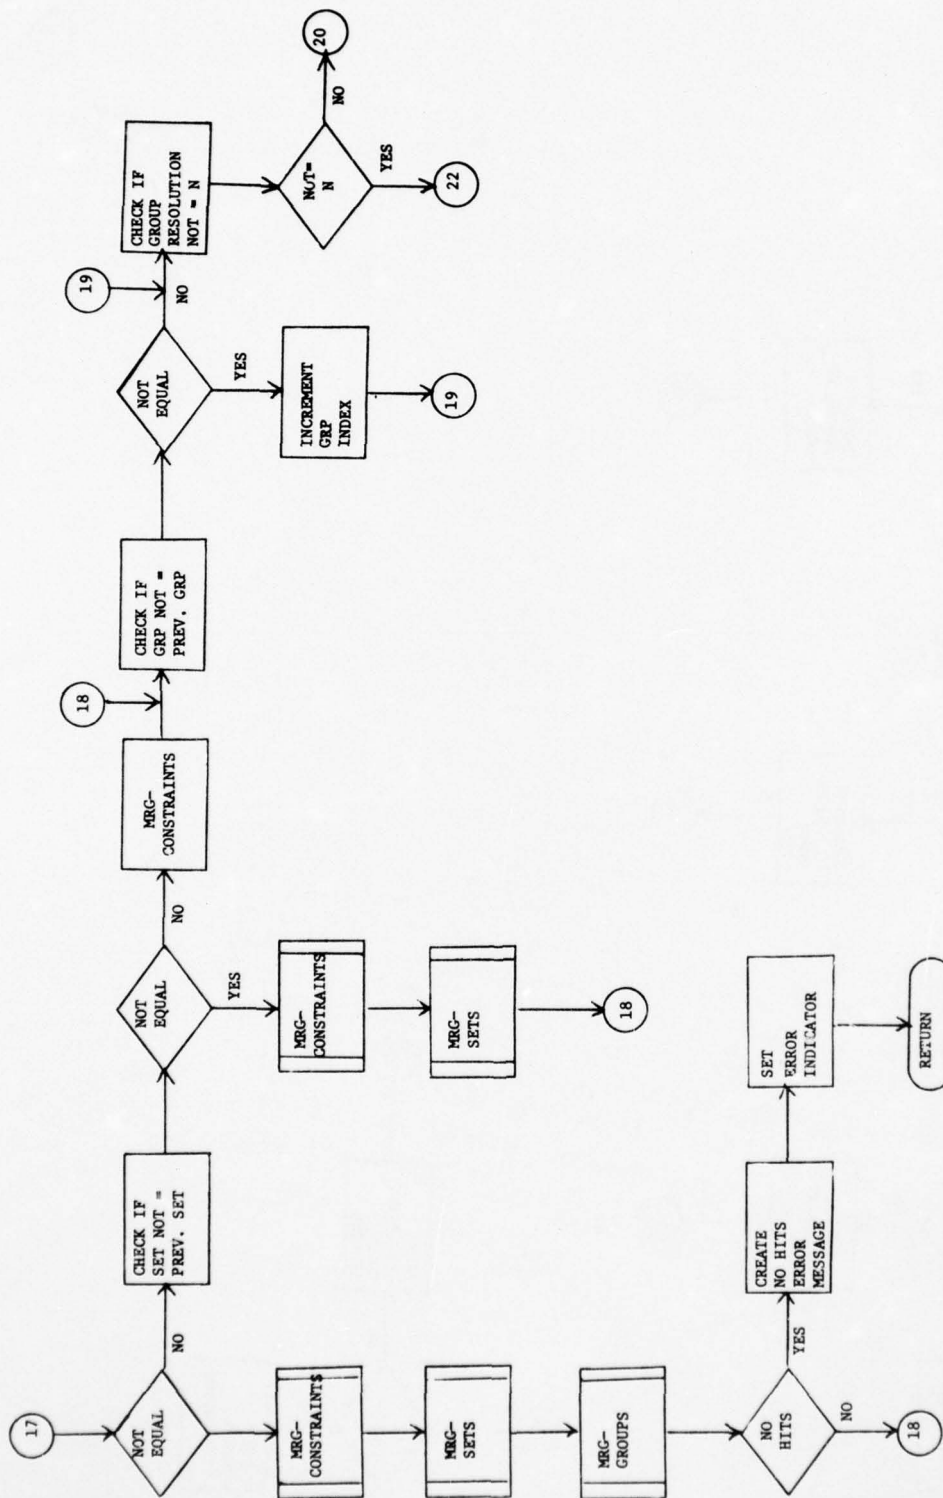 17
NOT
EQUAL
NO
CHECK IF
SET NOT =
PREV. SET
NOT
EQUAL
NO
MRG-
CONSTRAINTS
18
CHECK IF
GRP NOT =
PREV. GRP
NOT
EQUAL
NO
19
CHECK IF
GROUP
RESOLUTION
NOT = N
NOT=
N
NO
20
YES
22
YES
INCREMENT
GRP
INDEX
19
YES
MRG-
CONSTRAINTS
MRG-
SETS
18
MRG-
CONSTRAINTS
MRG-
SETS
MRG-
GROUPS
NO
HITS
YES
CREATE
NO HITS
ERROR
MESSAGE
SET
ERROR
INDICATOR
RETURN
NO
18